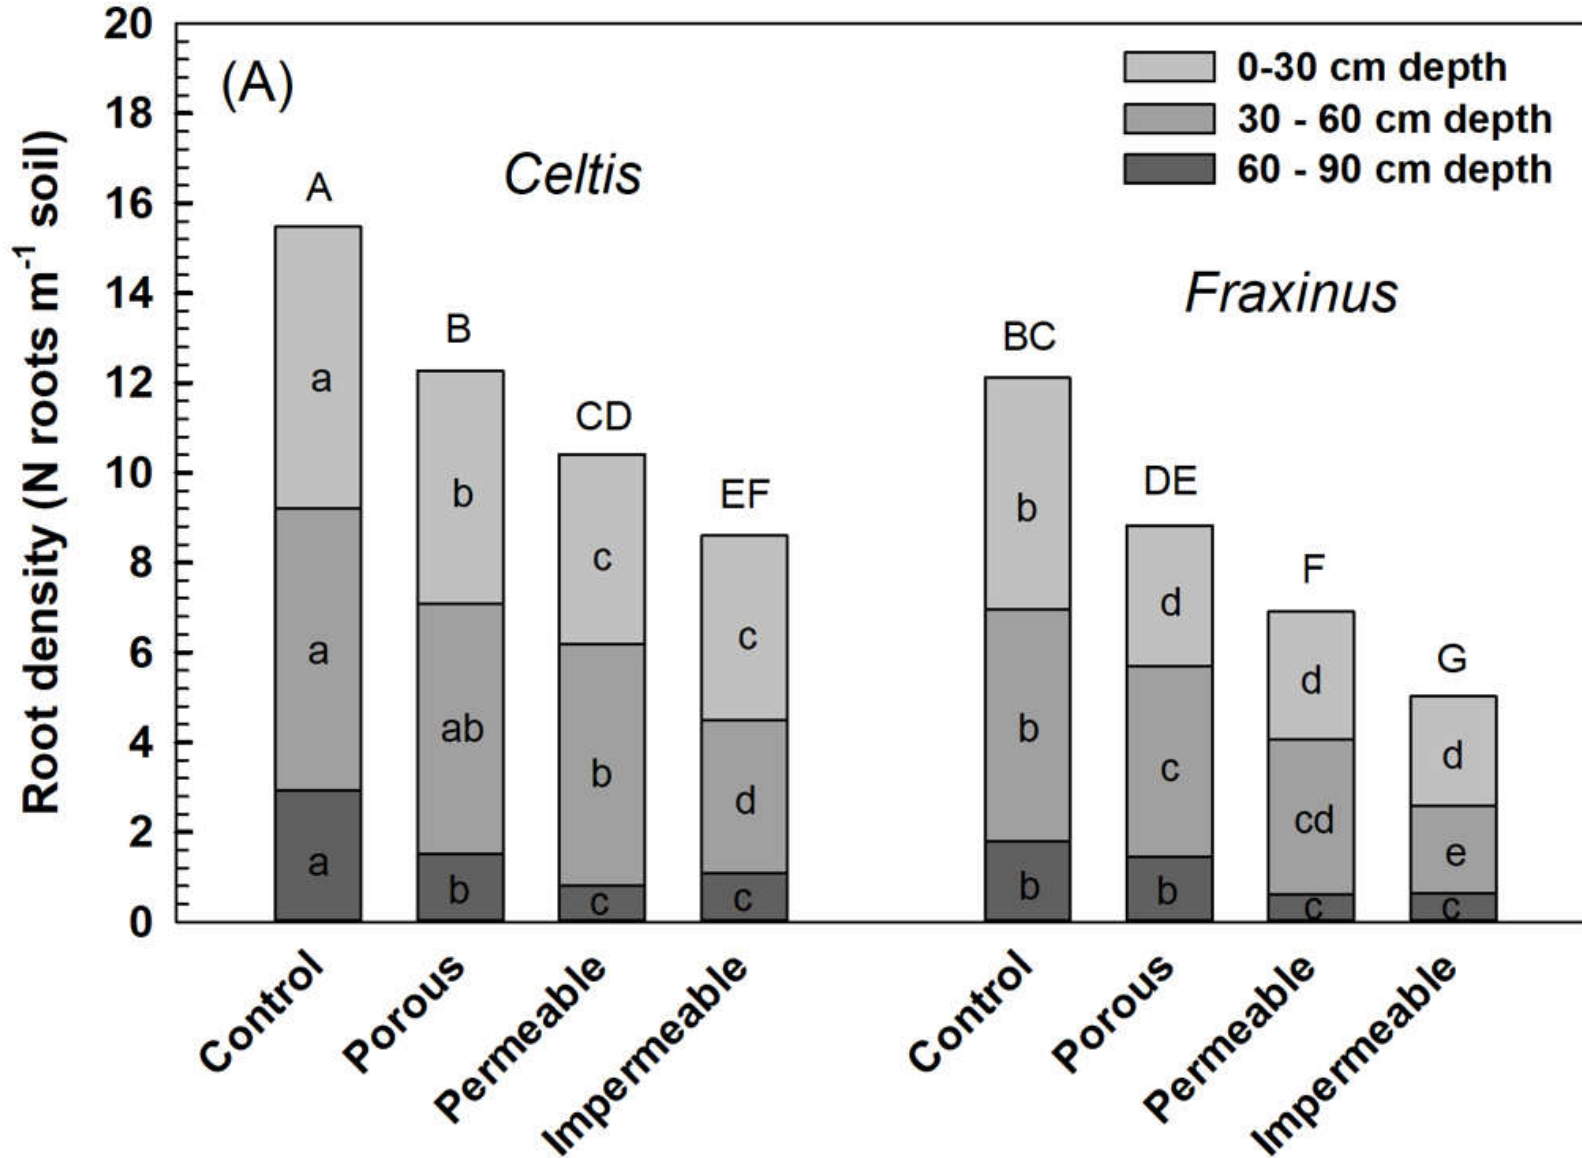 20
18
16
14
12
10
8
6
4
2
0
Root density (N roots m-1 soil)
(A)
0-30 cm depth
30 - 60 cm depth
60 - 90 cm depth
Celtis
Fraxinus
A
a
a
a
B
b
ab
b
CD
c
b
c
EF
c
d
c
BC
b
b
b
DE
d
c
b
F
d
cd
c
G
d
e
c
Control
Porous
Permeable
Impermeable
Control
Porous
Permeable
Impermeable